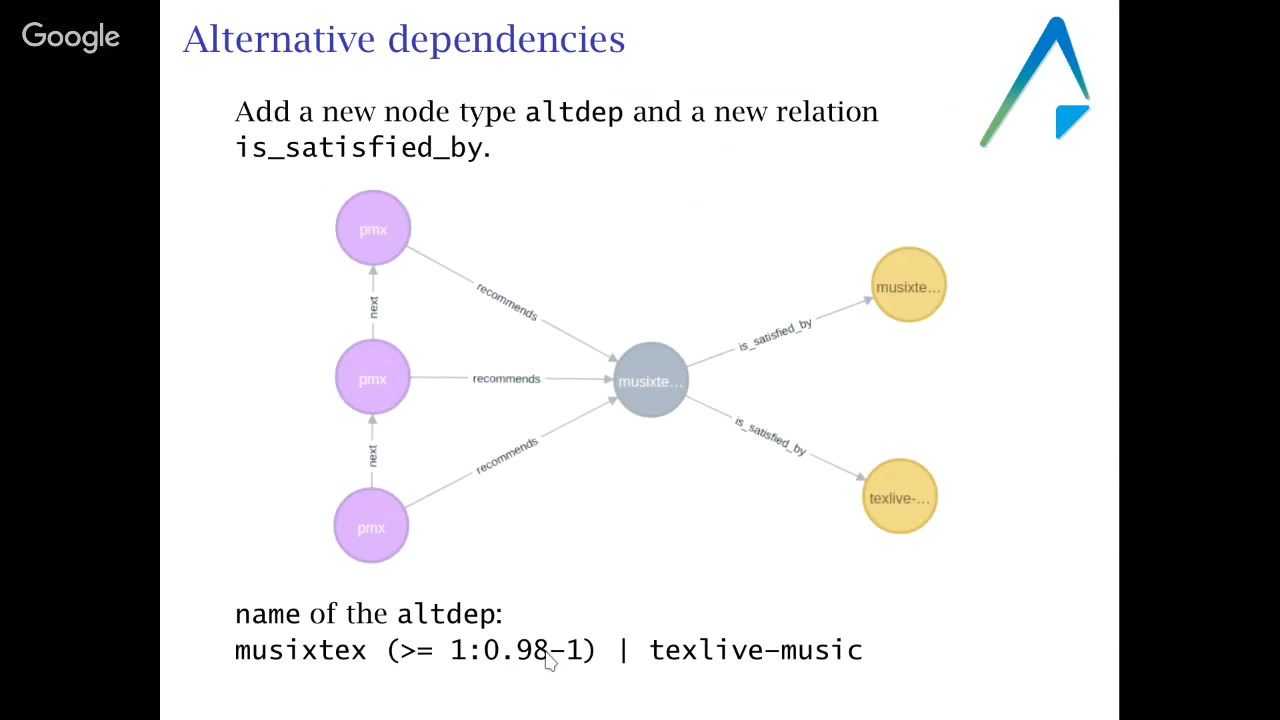 Google
Alternative dependencies
Add a new node type altdep and a new relation
is_satisfied_by.
pmx
recommends
musixte...
next
is_satisfied_by
pmx
recommends
musixte...
next
recommends
is_satisfied_by
texlive-...
pmx
name of the altdep:
musixtex (>= 1:0.98-1) | texlive-music